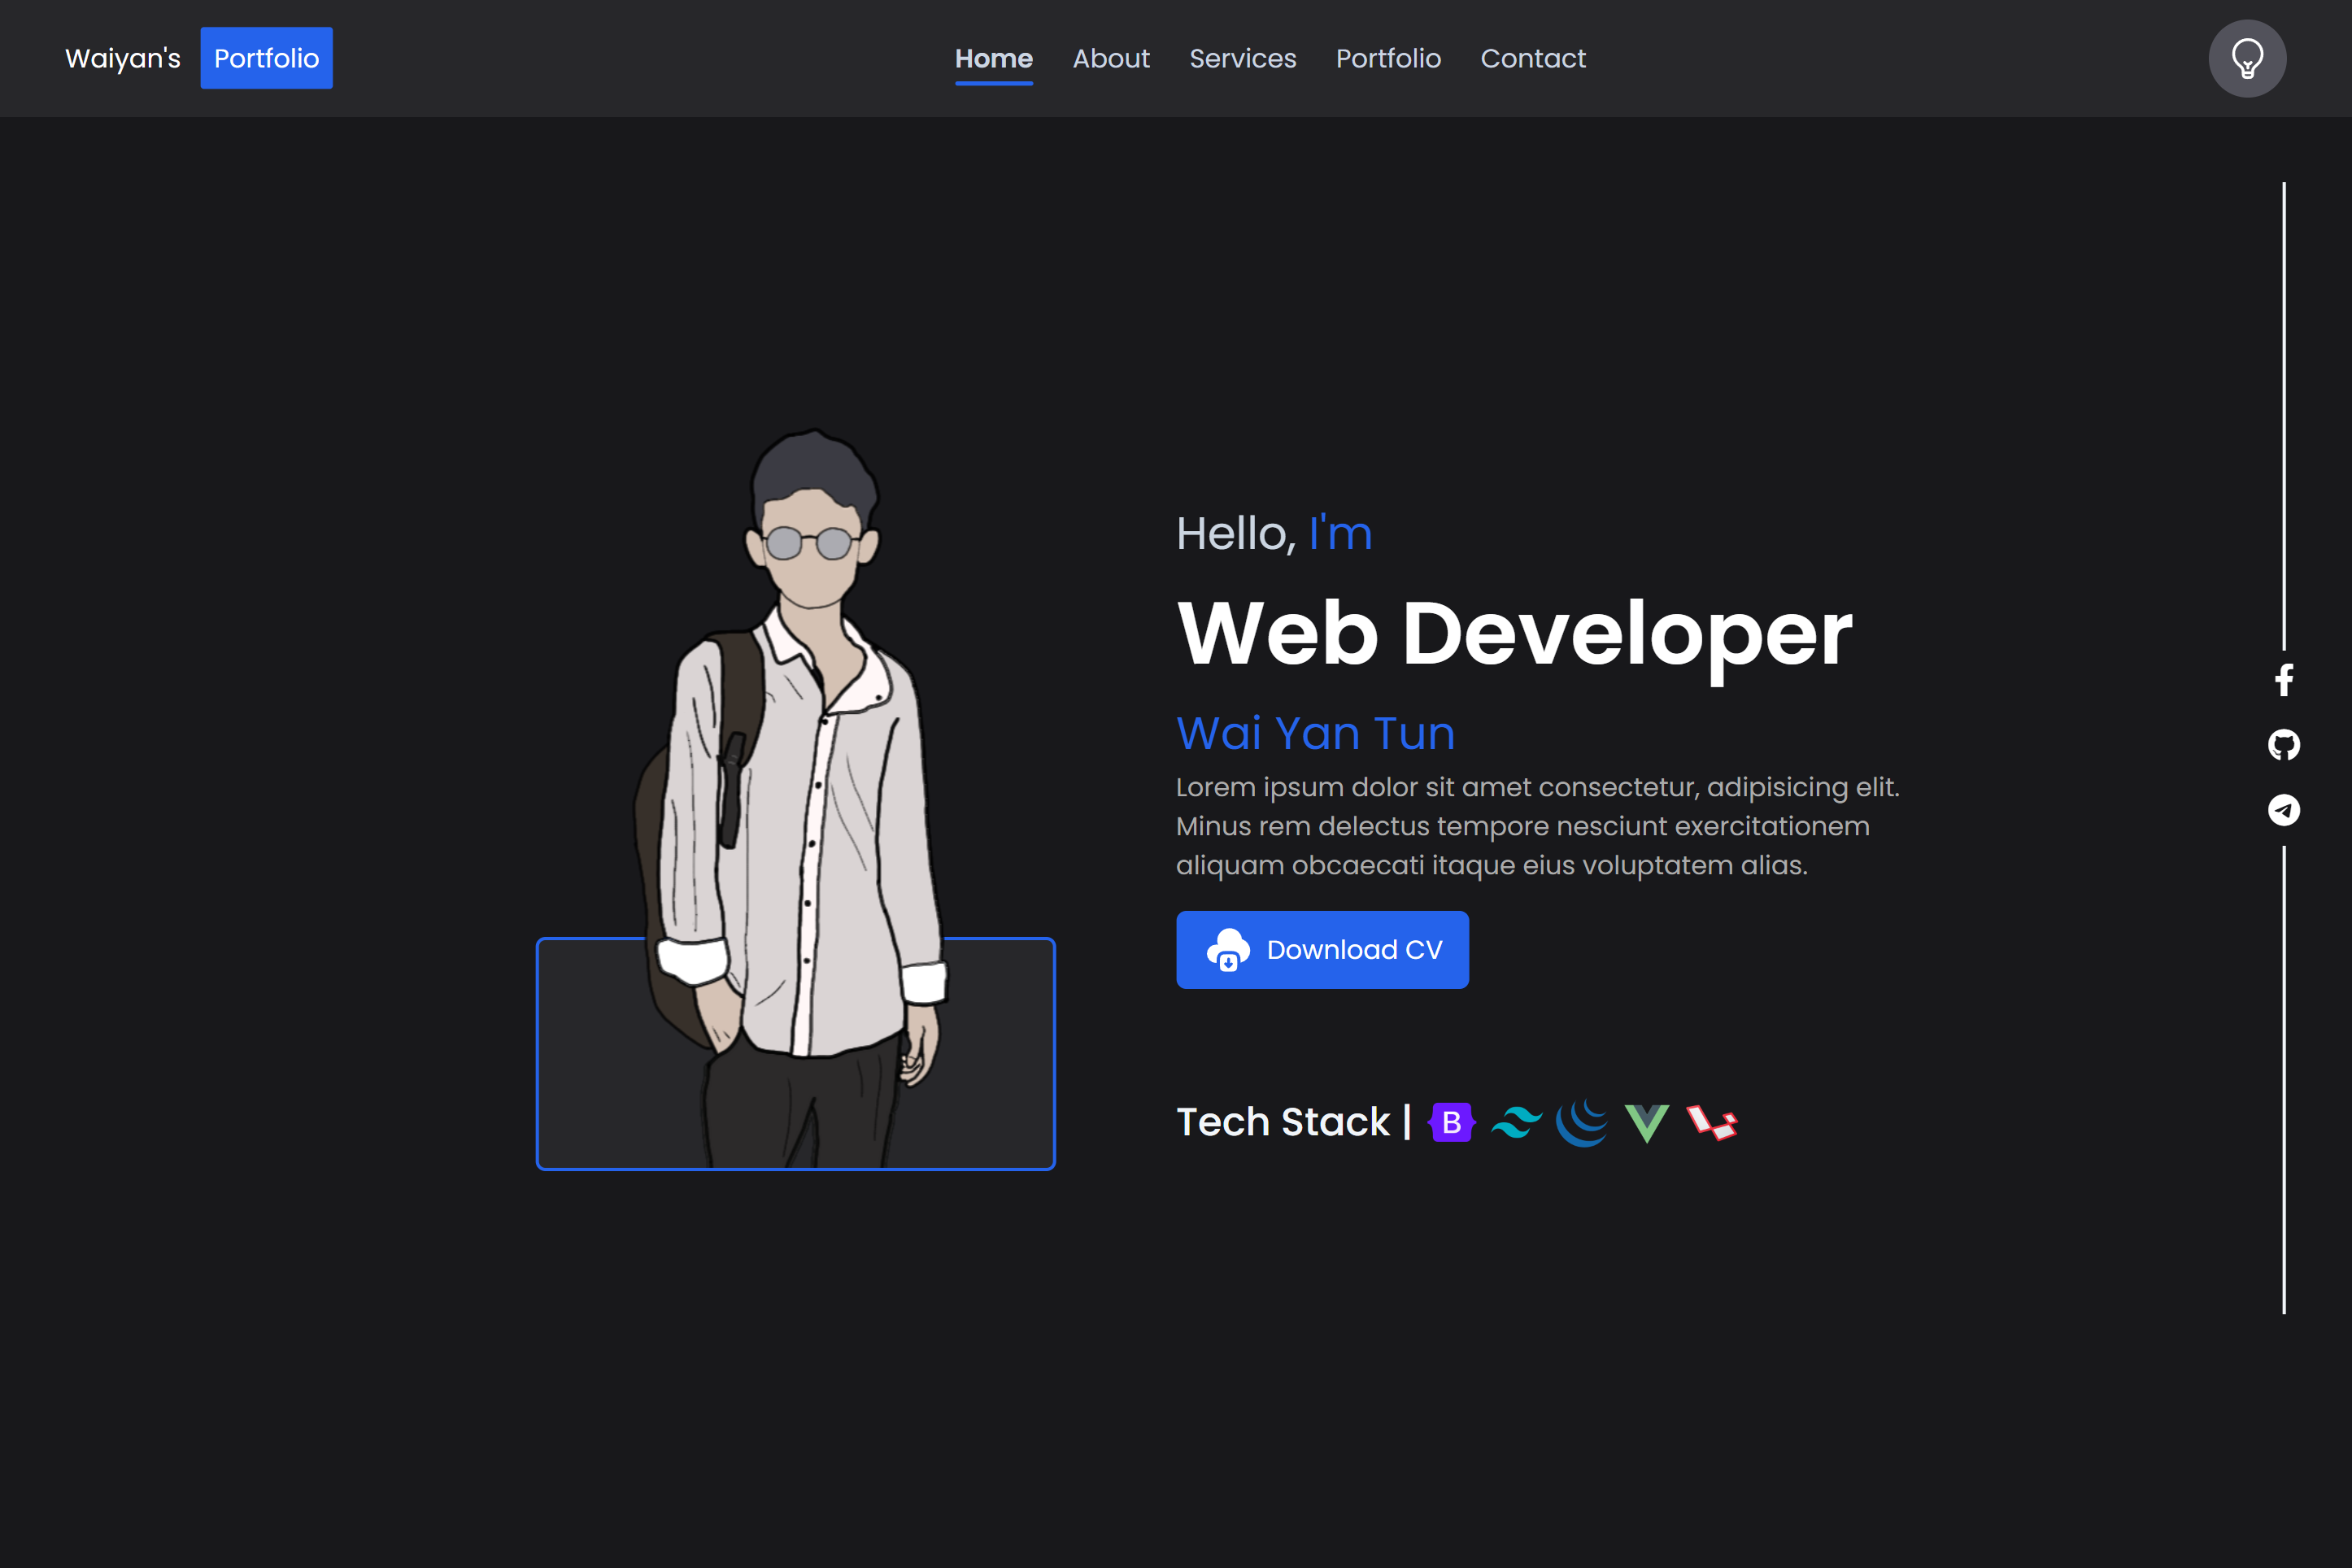 Waiyan's Portfolio
Home About Services Portfolio Contact
Hello, I'm
Web Developer
Wai Yan Tun
Lorem ipsum dolor sit amet consectetur, adipisicing elit.
Minus rem delectus tempore nesciunt exercitationem
aliquam obcaecati itaque eius voluptatem alias.
Download CV
Tech Stack | B